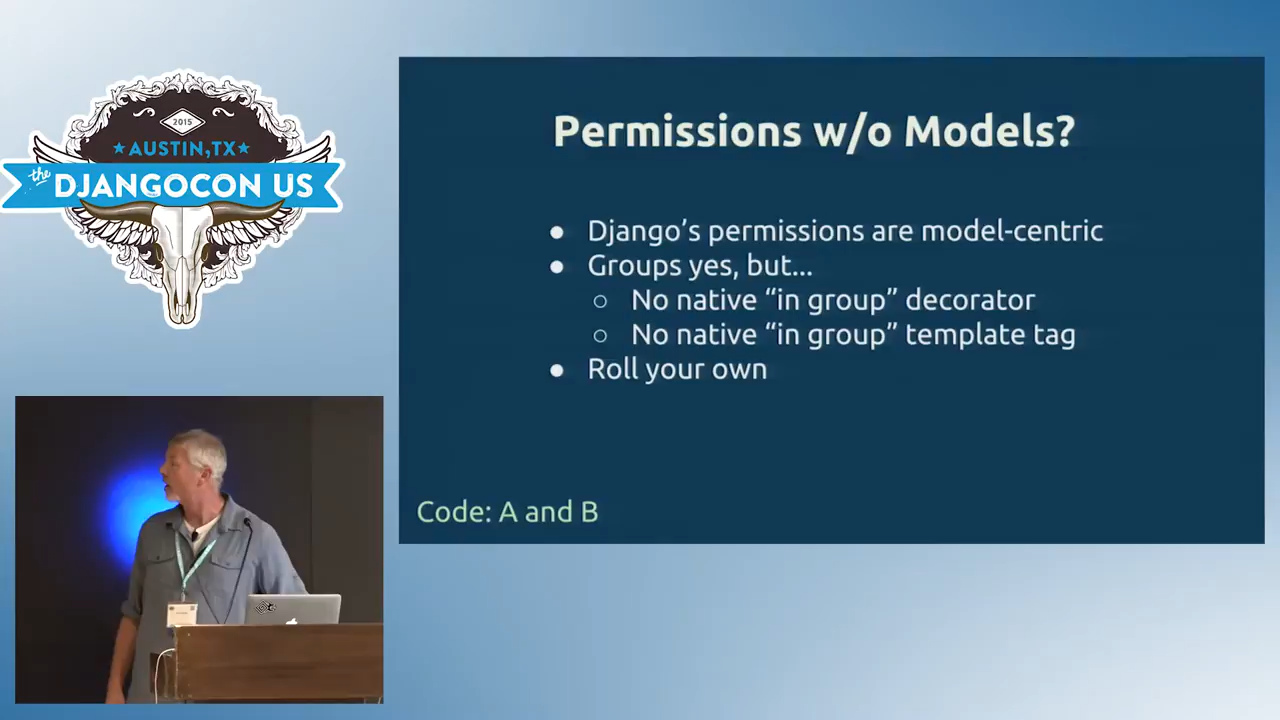 2015
★AUSTIN,TX★
the
DJANGOCON US
Permissions w/o Models?
● Django’s permissions are model-centric
● Groups yes, but...
○ No native “in group” decorator
○ No native “in group” template tag
● Roll your own
Code: A and B